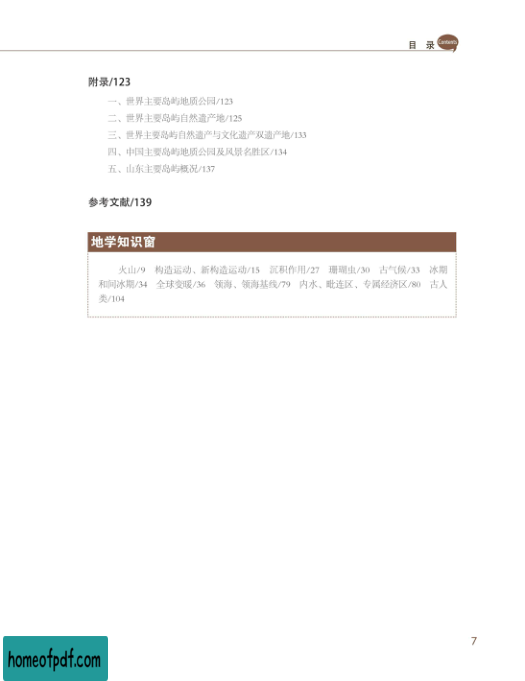 目 录 Contents
附录/123
一、世界主要岛屿地质公园/123
二、世界主要岛屿自然遗产地/125
三、世界主要岛屿自然遗产与文化遗产双遗产地/133
四、中国主要岛屿地质公园及风景名胜区/134
五、山东主要岛屿概况/137
参考文献/139
地学知识窗
火山/9 构造运动、新构造运动/15 沉积作用/27 珊瑚虫/30 古气候/33 冰期
和间冰期/34 全球变暖/36 领海、领海基线/79 内水、毗连区、专属经济区/80 古人
类/104
7
homeofpdf.com